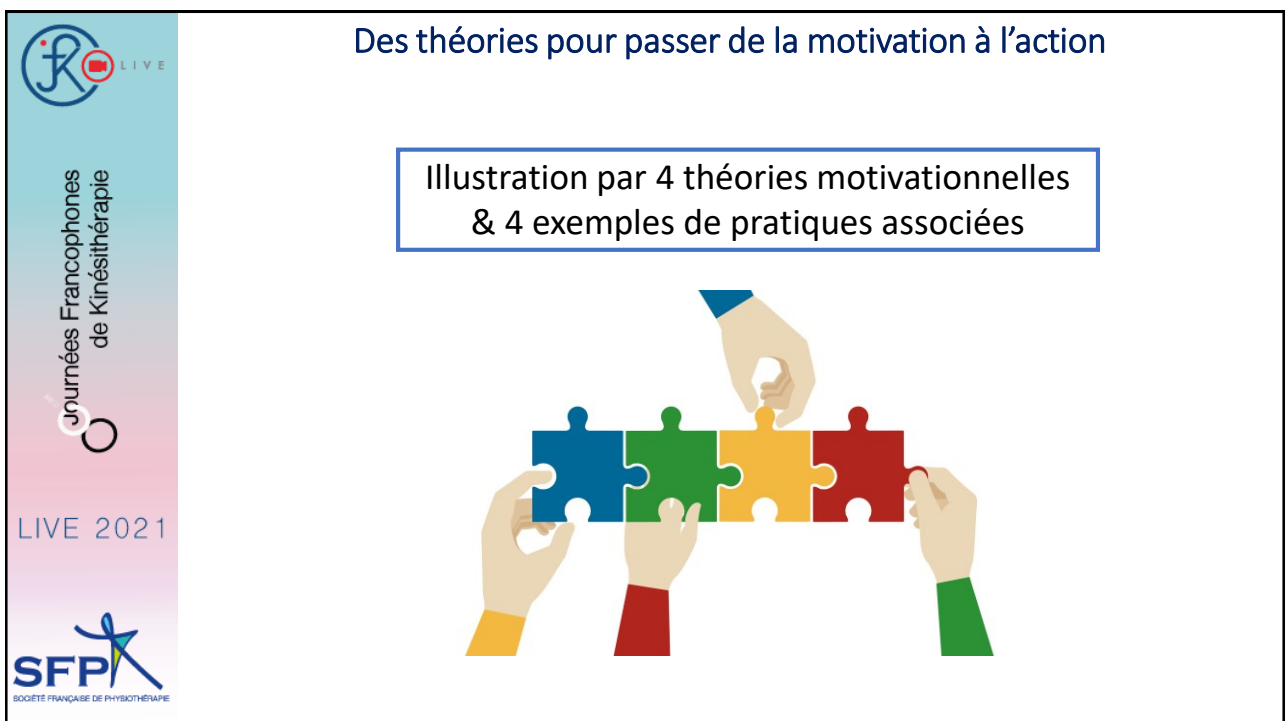 Des théories pour passer de la motivation à l’action
Illustration par 4 théories motivationnelles
& 4 exemples de pratiques associées
jfk LIVE
Journées Francophones
de Kinésithérapie
LIVE 2021
SFP
SOCIÉTÉ FRANÇAISE DE PHYSIOTHÉRAPIE